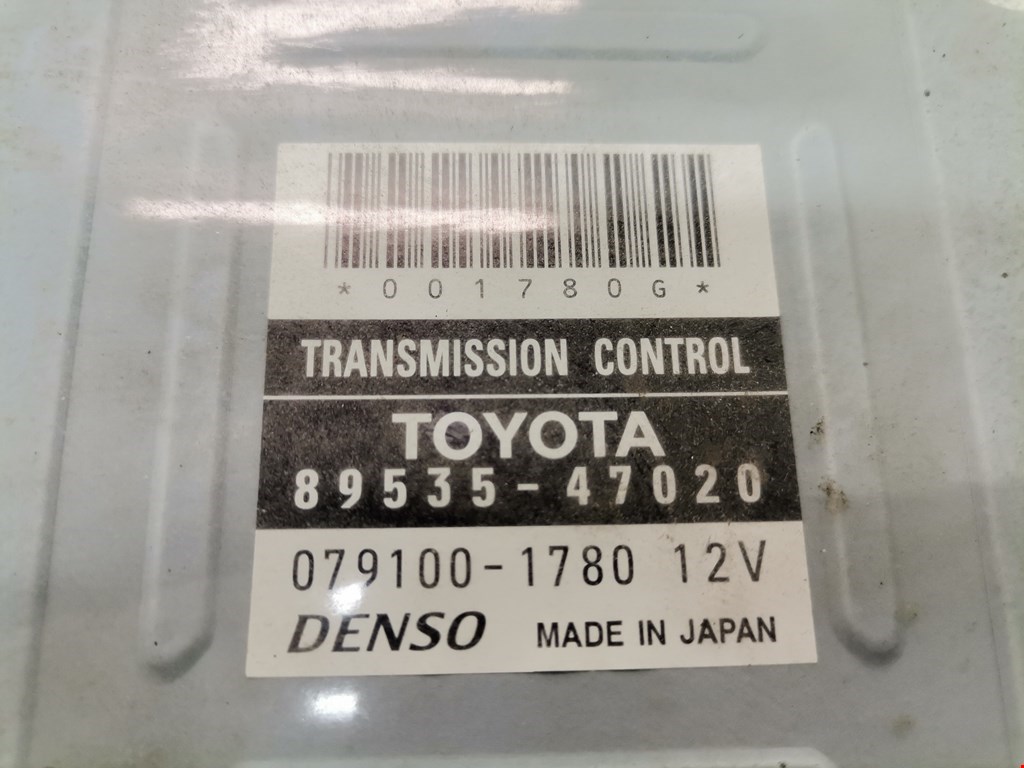 *001780G*
TRANSMISSION CONTROL
TOYOTA
89535-47020
079100-1780 12V
DENSO MADE IN JAPAN